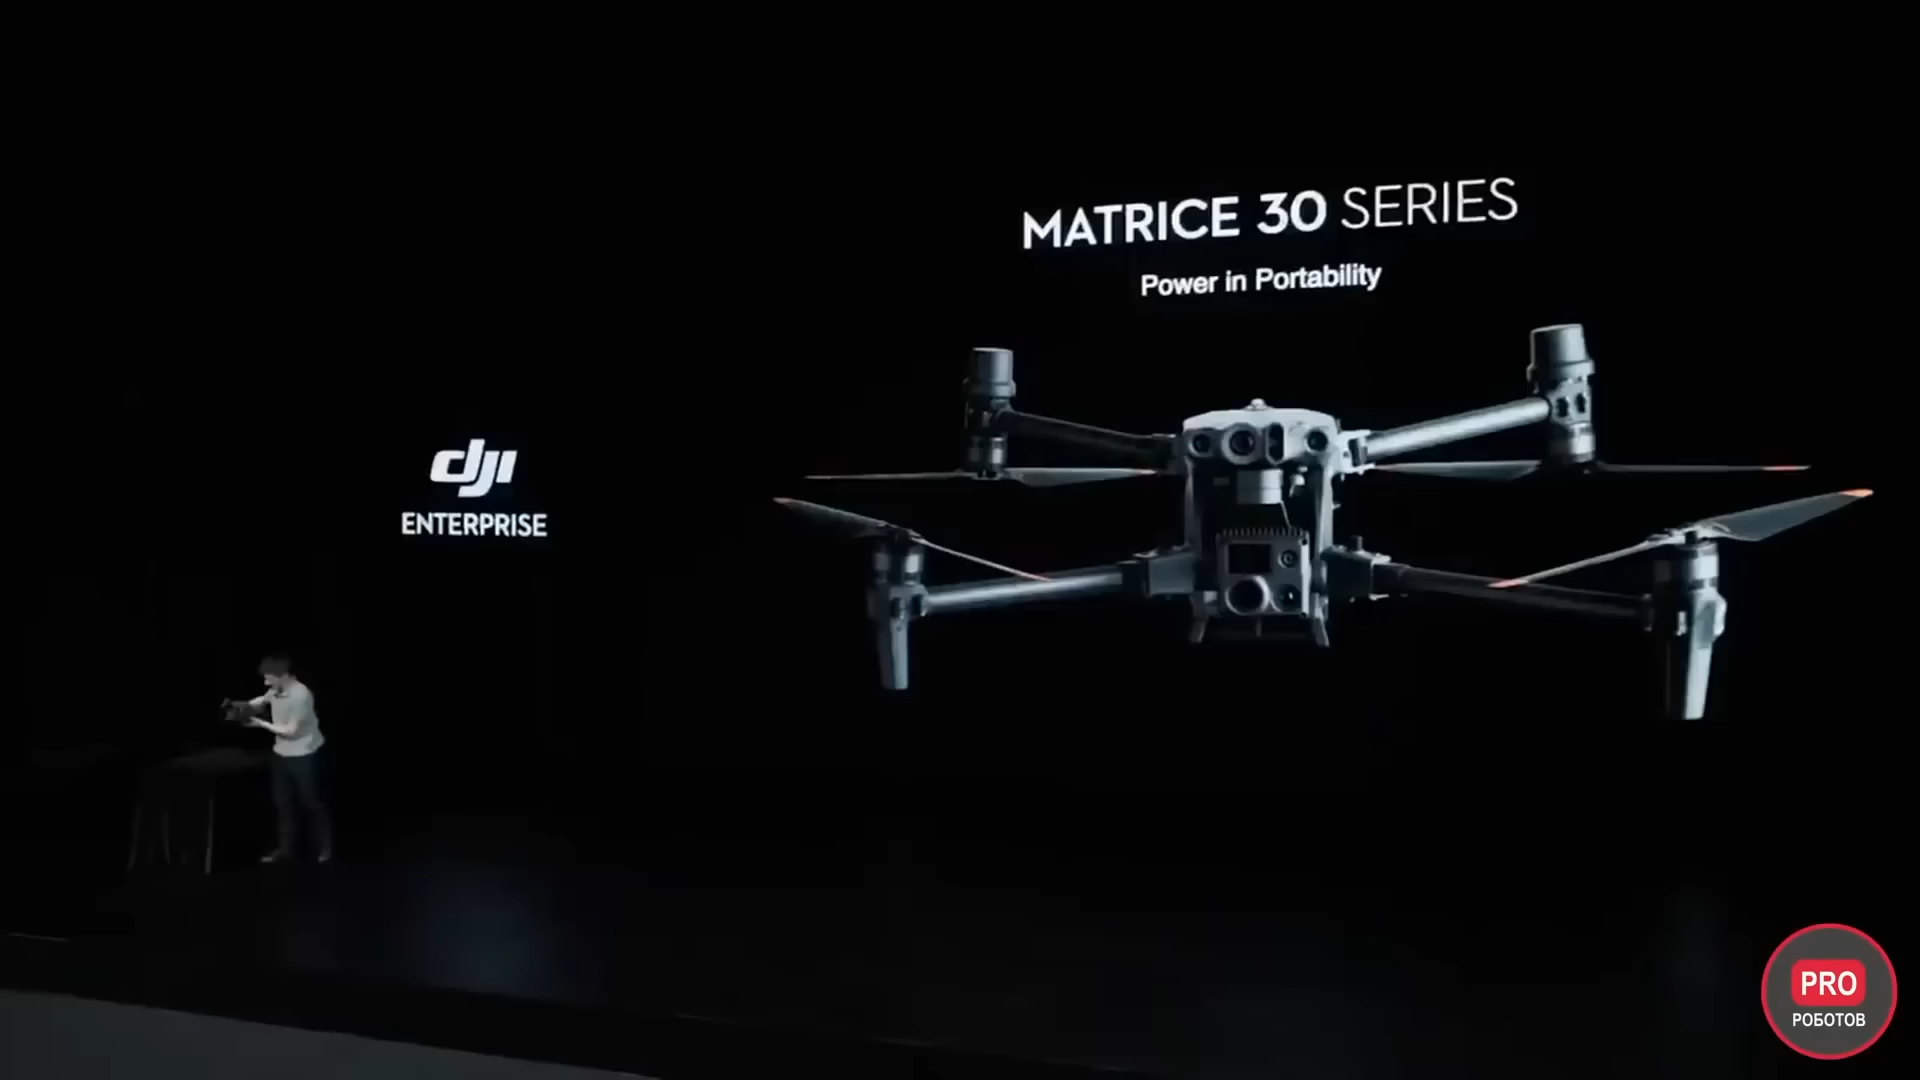 MATRICE 30 SERIES
Power in Portability
dji
ENTERPRISE
PRO
РОБОТОВ